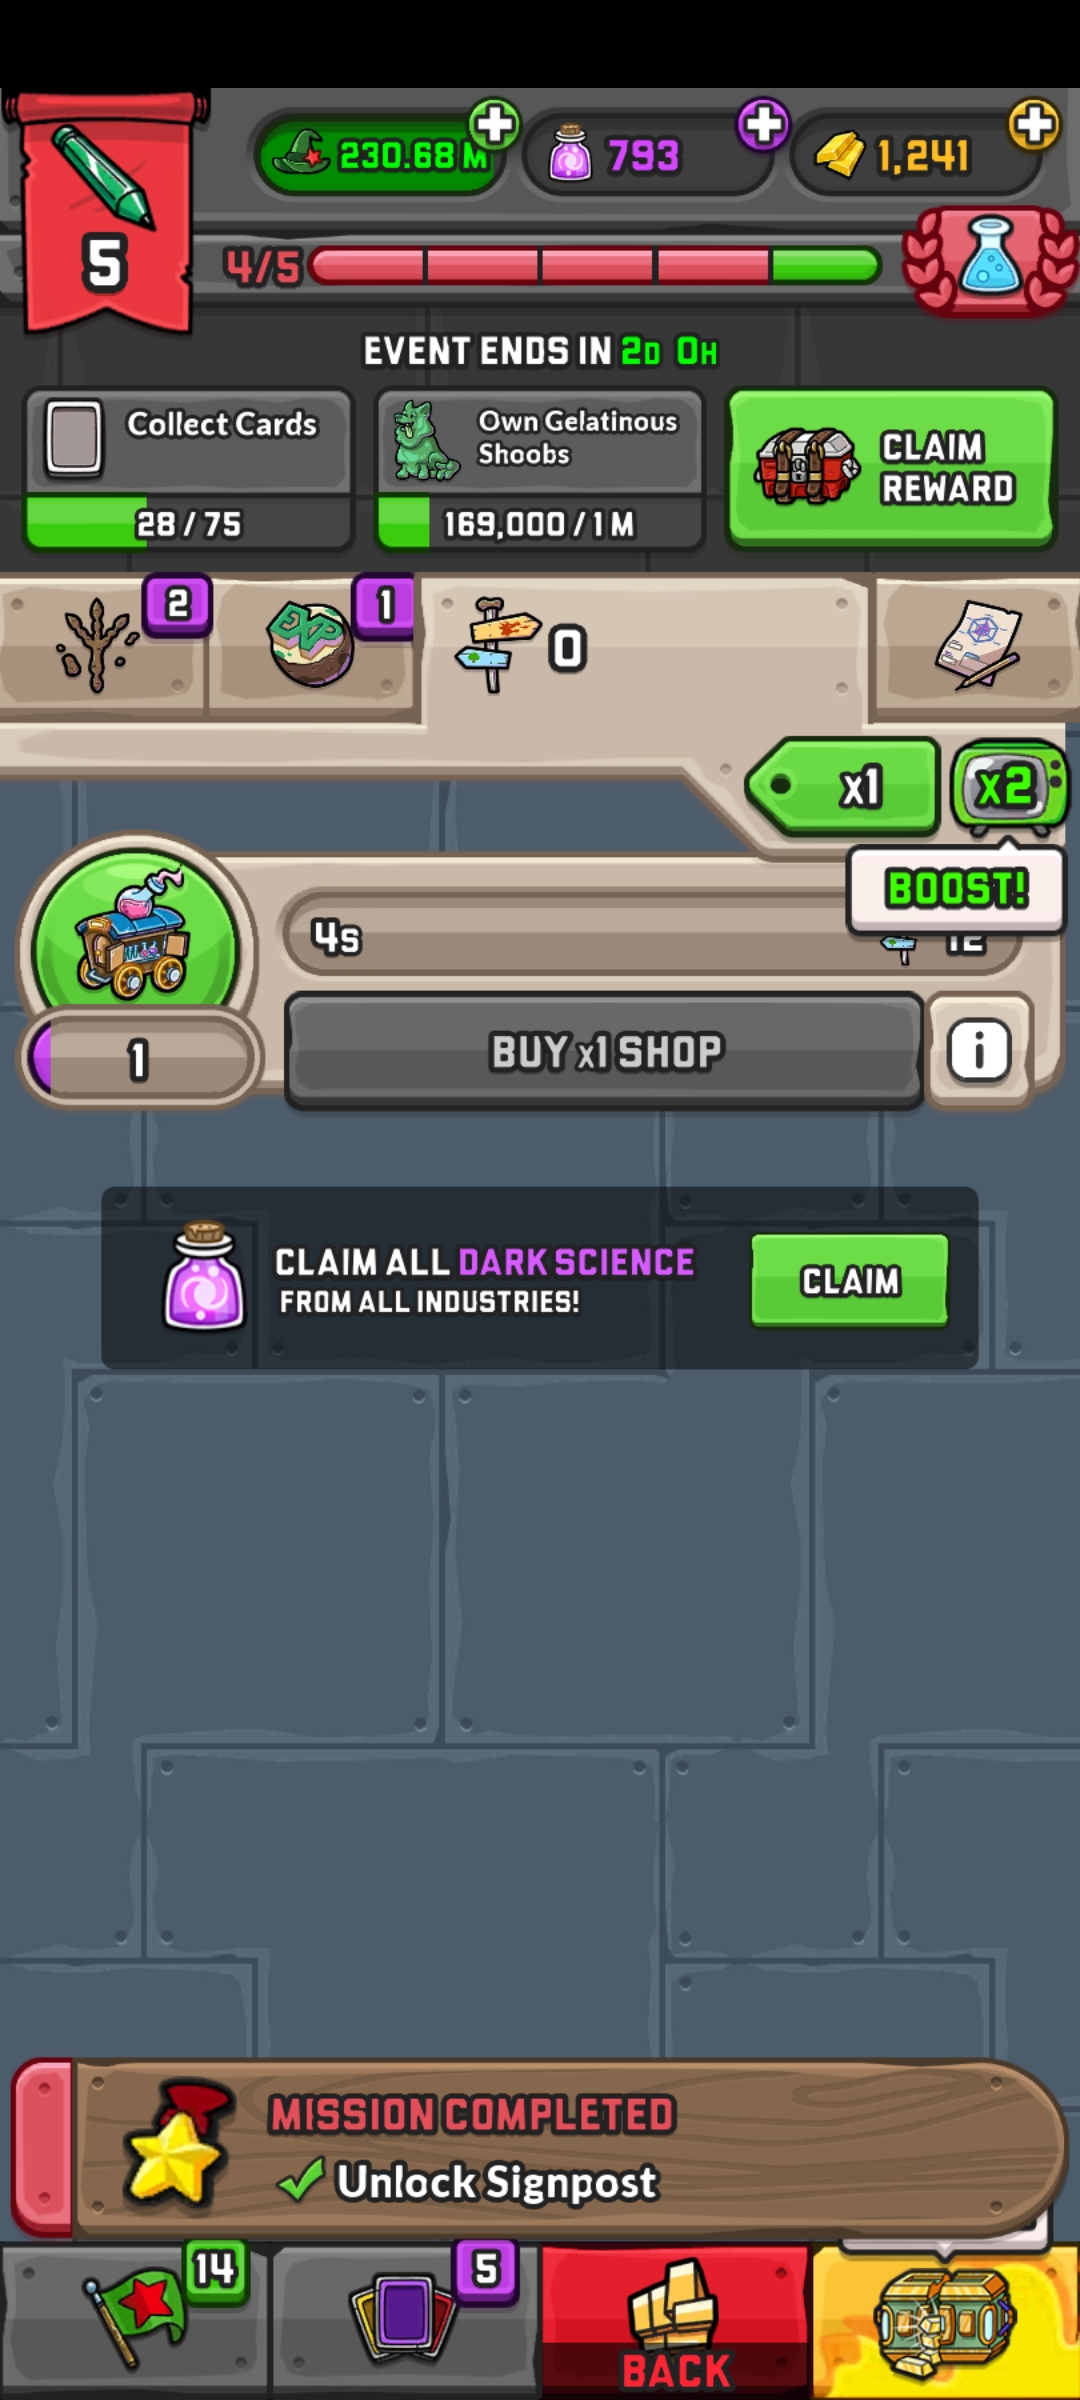 230.68 M
793
1,241
5
4/5
EVENT ENDS IN 2D 0H
Collect Cards
28 / 75
Own Gelatinous
Shoobs
169,000 / 1 M
CLAIM
REWARD
2
EXP
1
0
x1
x2
BOOST!
4s
12
1
BUY x1 SHOP
i
CLAIM ALL DARK SCIENCE
FROM ALL INDUSTRIES!
CLAIM
MISSION COMPLETED
Unlock Signpost
14
5
BACK